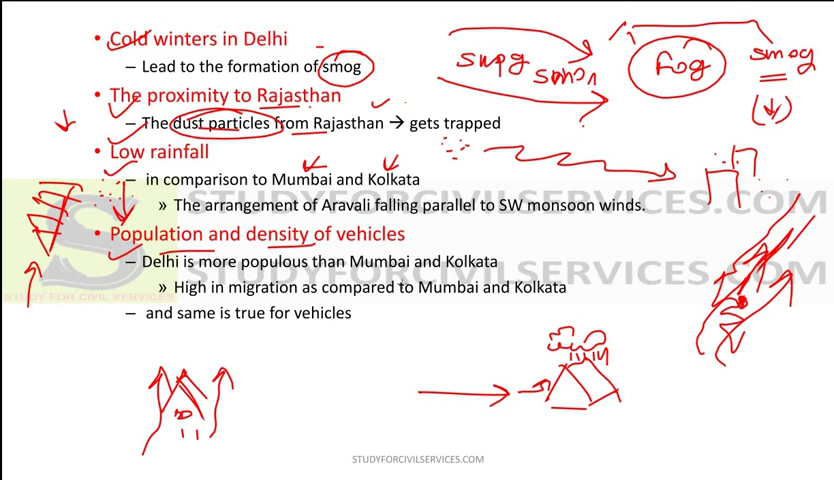 • Cold winters in Delhi
– Lead to the formation of smog
• The proximity to Rajasthan
– The dust particles from Rajasthan → gets trapped
• Low rainfall
– in comparison to Mumbai and Kolkata
» The arrangement of Aravali falling parallel to SW monsoon winds.
• Population and density of vehicles
– Delhi is more populous than Mumbai and Kolkata
» High in migration as compared to Mumbai and Kolkata
– and same is true for vehicles
fog
smog
STUDYFORCIVILSERVICES.COM
STUDYFORCIVILSERVICES.COM
STUDY FOR CIVIL SERVICES
STUDYFORCIVILSERVICES.COM